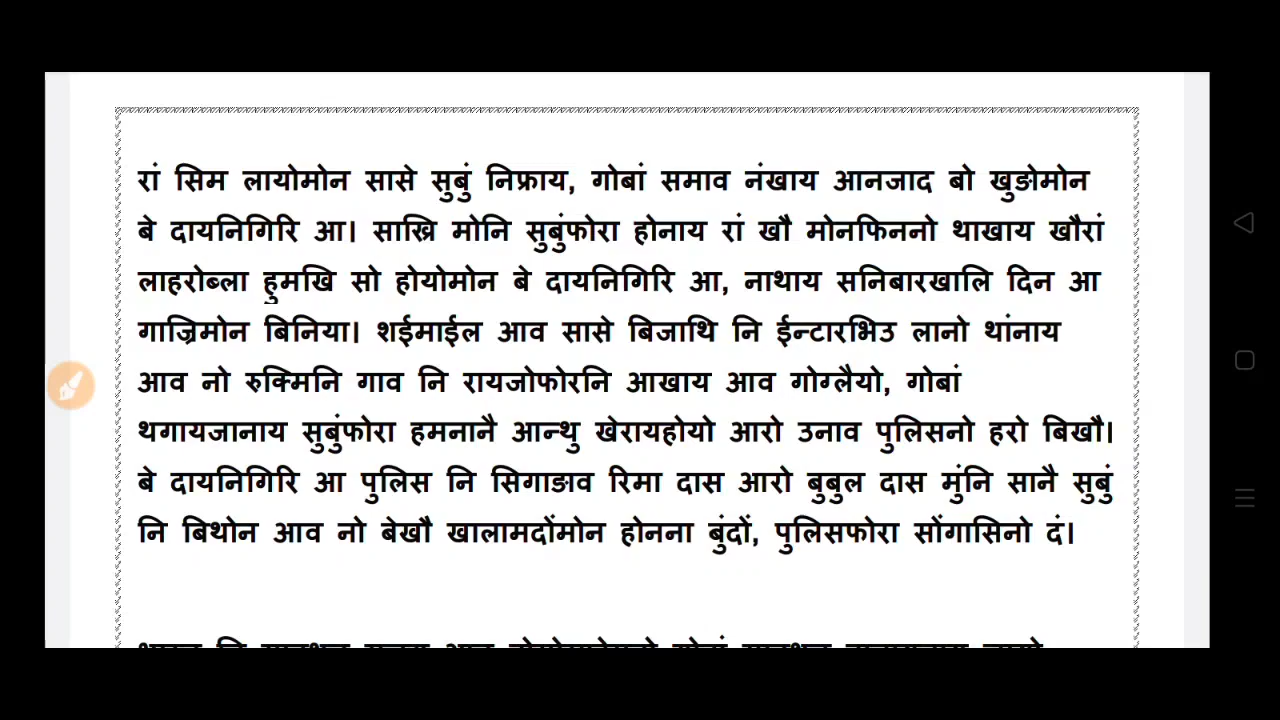 रां सिम लायोमोन सासे सुबुं निफ्राय, गोबां समाव नंखाय आनजाद बो खुङोमोन
बे दायनिगिरि आ। साख्रि मोनि सुबुंफोरा होनाय रां खौ मोनफिननो थाखाय खौरां
लाहरोब्ला हुमखि सो होयोमोन बे दायनिगिरि आ, नाथाय सनिबारखालि दिन आ
गाज्रिमोन बिनिया। शईमाईल आव सासे बिजाथि नि ईन्टारभिउ लानो थांनाय
आव नो रुक्मिनि गाव नि रायजोफोरनि आखाय आव गोग्लैयो, गोबां
थगायजानाय सुबुंफोरा हमनानै आन्थु खेरायहोयो आरो उनाव पुलिसनो हरो बिखौ।
बे दायनिगिरि आ पुलिस नि सिगाङाव रिमा दास आरो बुबुल दास मुंनि सानै सुबुं
नि बिथोन आव नो बेखौ खालामदोंमोन होनना बुंदों, पुलिसफोरा सोंगासिनो दं।